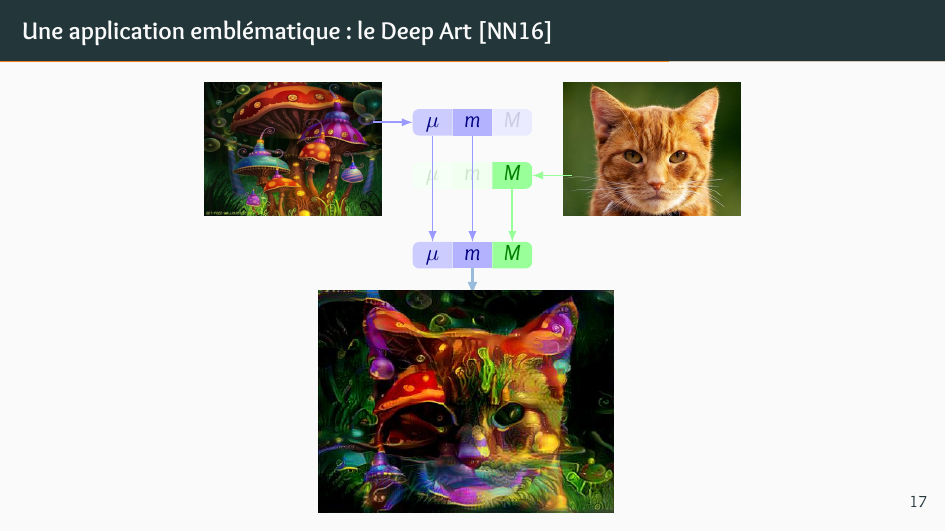 Une application emblématique : le Deep Art [NN16]
μ m M
μ m M
μ m M
17